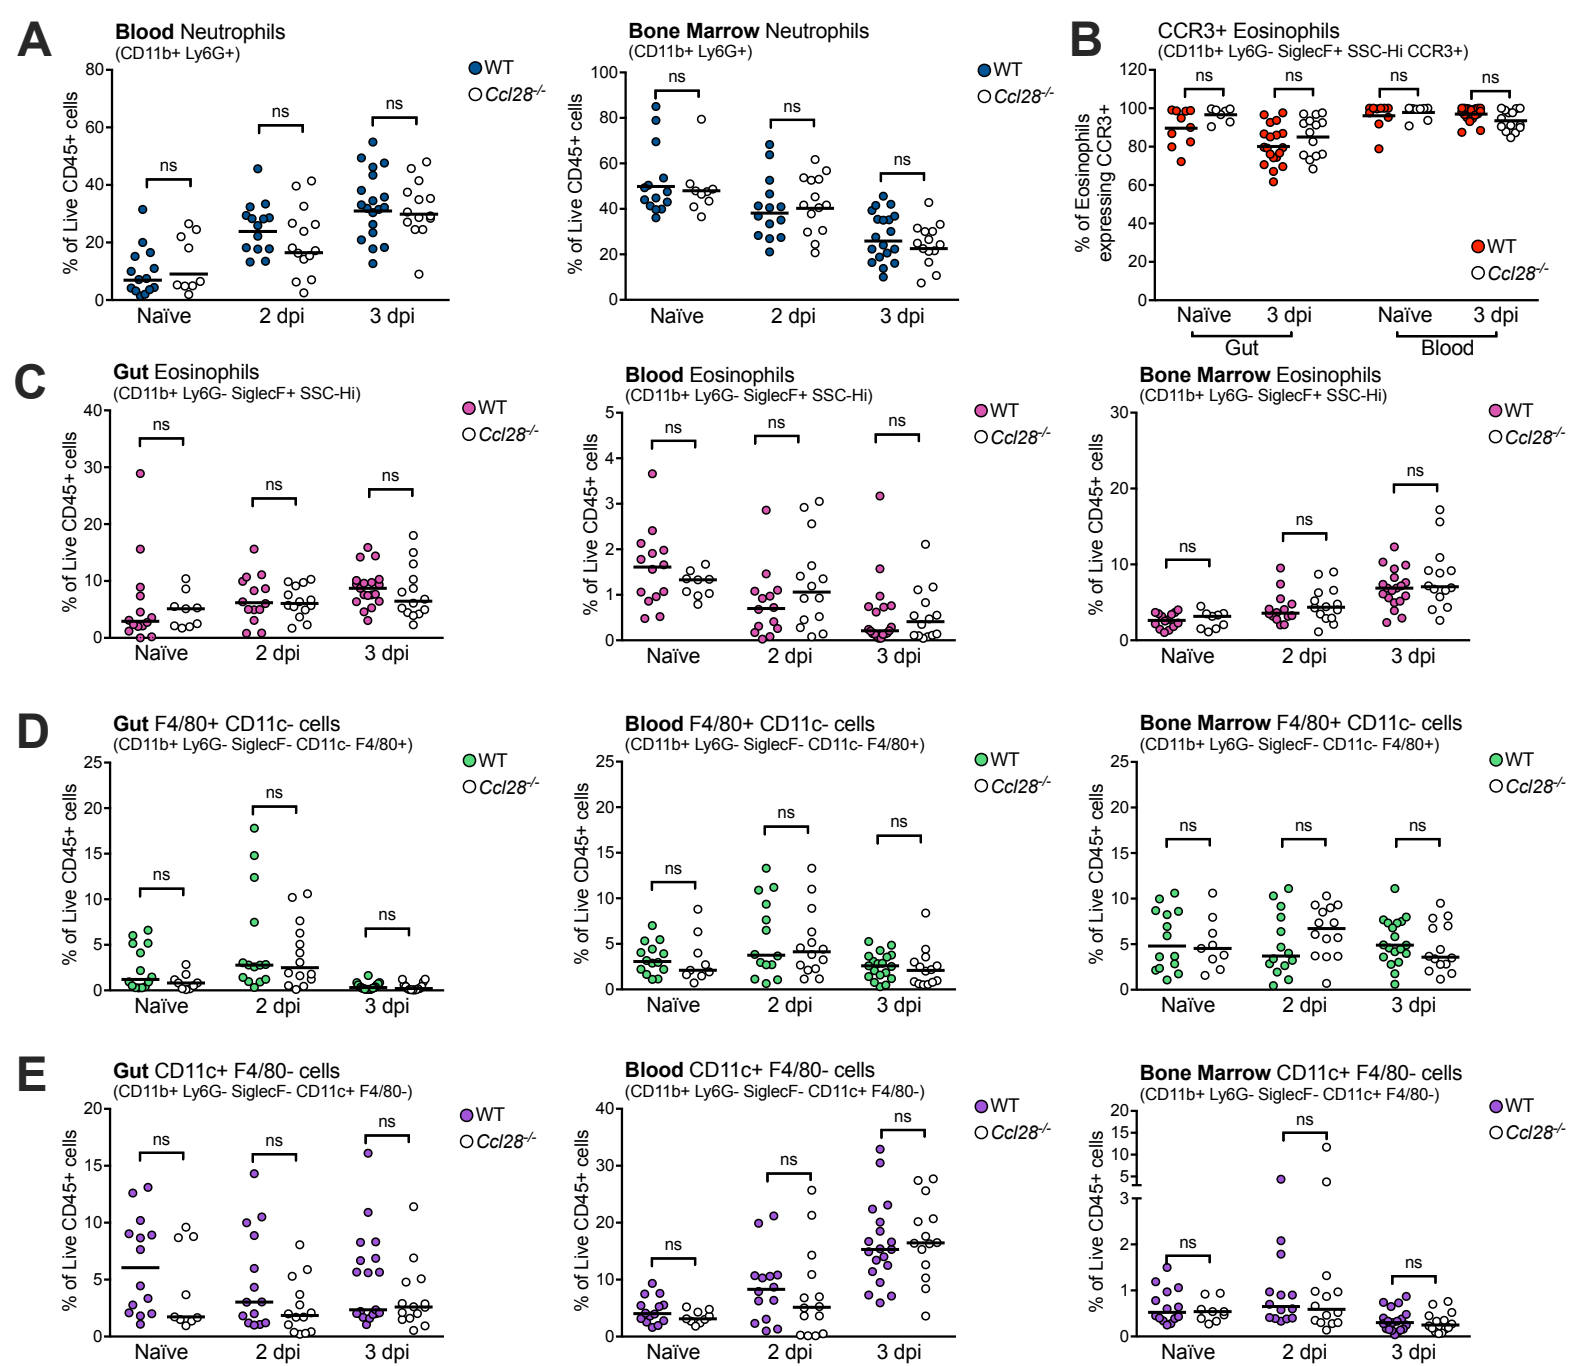 A
Blood Neutrophils
(CD11b+ Ly6G+)
% of Live CD45+ cells
80
60
40
20
0
ns
ns
ns
WT
Ccl28-/-
Naïve
2 dpi
3 dpi
Bone Marrow Neutrophils
(CD11b+ Ly6G+)
% of Live CD45+ cells
100
80
60
40
20
0
ns
ns
ns
WT
Ccl28-/-
Naïve
2 dpi
3 dpi
B
CCR3+ Eosinophils
(CD11b+ Ly6G- SiglecF+ SSC-Hi CCR3+)
% of Eosinophils
expressing CCR3+
120
100
80
60
40
20
0
ns
ns
ns
ns
WT
Ccl28-/-
Naïve
3 dpi
Naïve
3 dpi
Gut
Blood
C
Gut Eosinophils
(CD11b+ Ly6G- SiglecF+ SSC-Hi)
% of Live CD45+ cells
40
30
20
10
0
ns
ns
ns
WT
Ccl28-/-
Naïve
2 dpi
3 dpi
Blood Eosinophils
(CD11b+ Ly6G- SiglecF+ SSC-Hi)
% of Live CD45+ cells
5
4
3
2
1
0
ns
ns
ns
WT
Ccl28-/-
Naïve
2 dpi
3 dpi
Bone Marrow Eosinophils
(CD11b+ Ly6G- SiglecF+ SSC-Hi)
% of Live CD45+ cells
30
20
10
0
ns
ns
ns
WT
Ccl28-/-
Naïve
2 dpi
3 dpi
D
Gut F4/80+ CD11c- cells
(CD11b+ Ly6G- SiglecF- CD11c- F4/80+)
% of Live CD45+ cells
25
20
15
10
5
0
ns
ns
ns
WT
Ccl28-/-
Naïve
2 dpi
3 dpi
Blood F4/80+ CD11c- cells
(CD11b+ Ly6G- SiglecF- CD11c- F4/80+)
% of Live CD45+ cells
25
20
15
10
5
0
ns
ns
ns
WT
Ccl28-/-
Naïve
2 dpi
3 dpi
Bone Marrow F4/80+ CD11c- cells
(CD11b+ Ly6G- SiglecF- CD11c- F4/80+)
% of Live CD45+ cells
25
20
15
10
5
0
ns
ns
ns
WT
Ccl28-/-
Naïve
2 dpi
3 dpi
E
Gut CD11c+ F4/80- cells
(CD11b+ Ly6G- SiglecF- CD11c+ F4/80-)
% of Live CD45+ cells
20
15
10
5
0
ns
ns
ns
WT
Ccl28-/-
Naïve
2 dpi
3 dpi
Blood CD11c+ F4/80- cells
(CD11b+ Ly6G- SiglecF- CD11c+ F4/80-)
% of Live CD45+ cells
40
30
20
10
0
ns
ns
ns
WT
Ccl28-/-
Naïve
2 dpi
3 dpi
Bone Marrow CD11c+ F4/80- cells
(CD11b+ Ly6G- SiglecF- CD11c+ F4/80-)
% of Live CD45+ cells
20
15
10
5
3
2
1
0
ns
ns
ns
WT
Ccl28-/-
Naïve
2 dpi
3 dpi